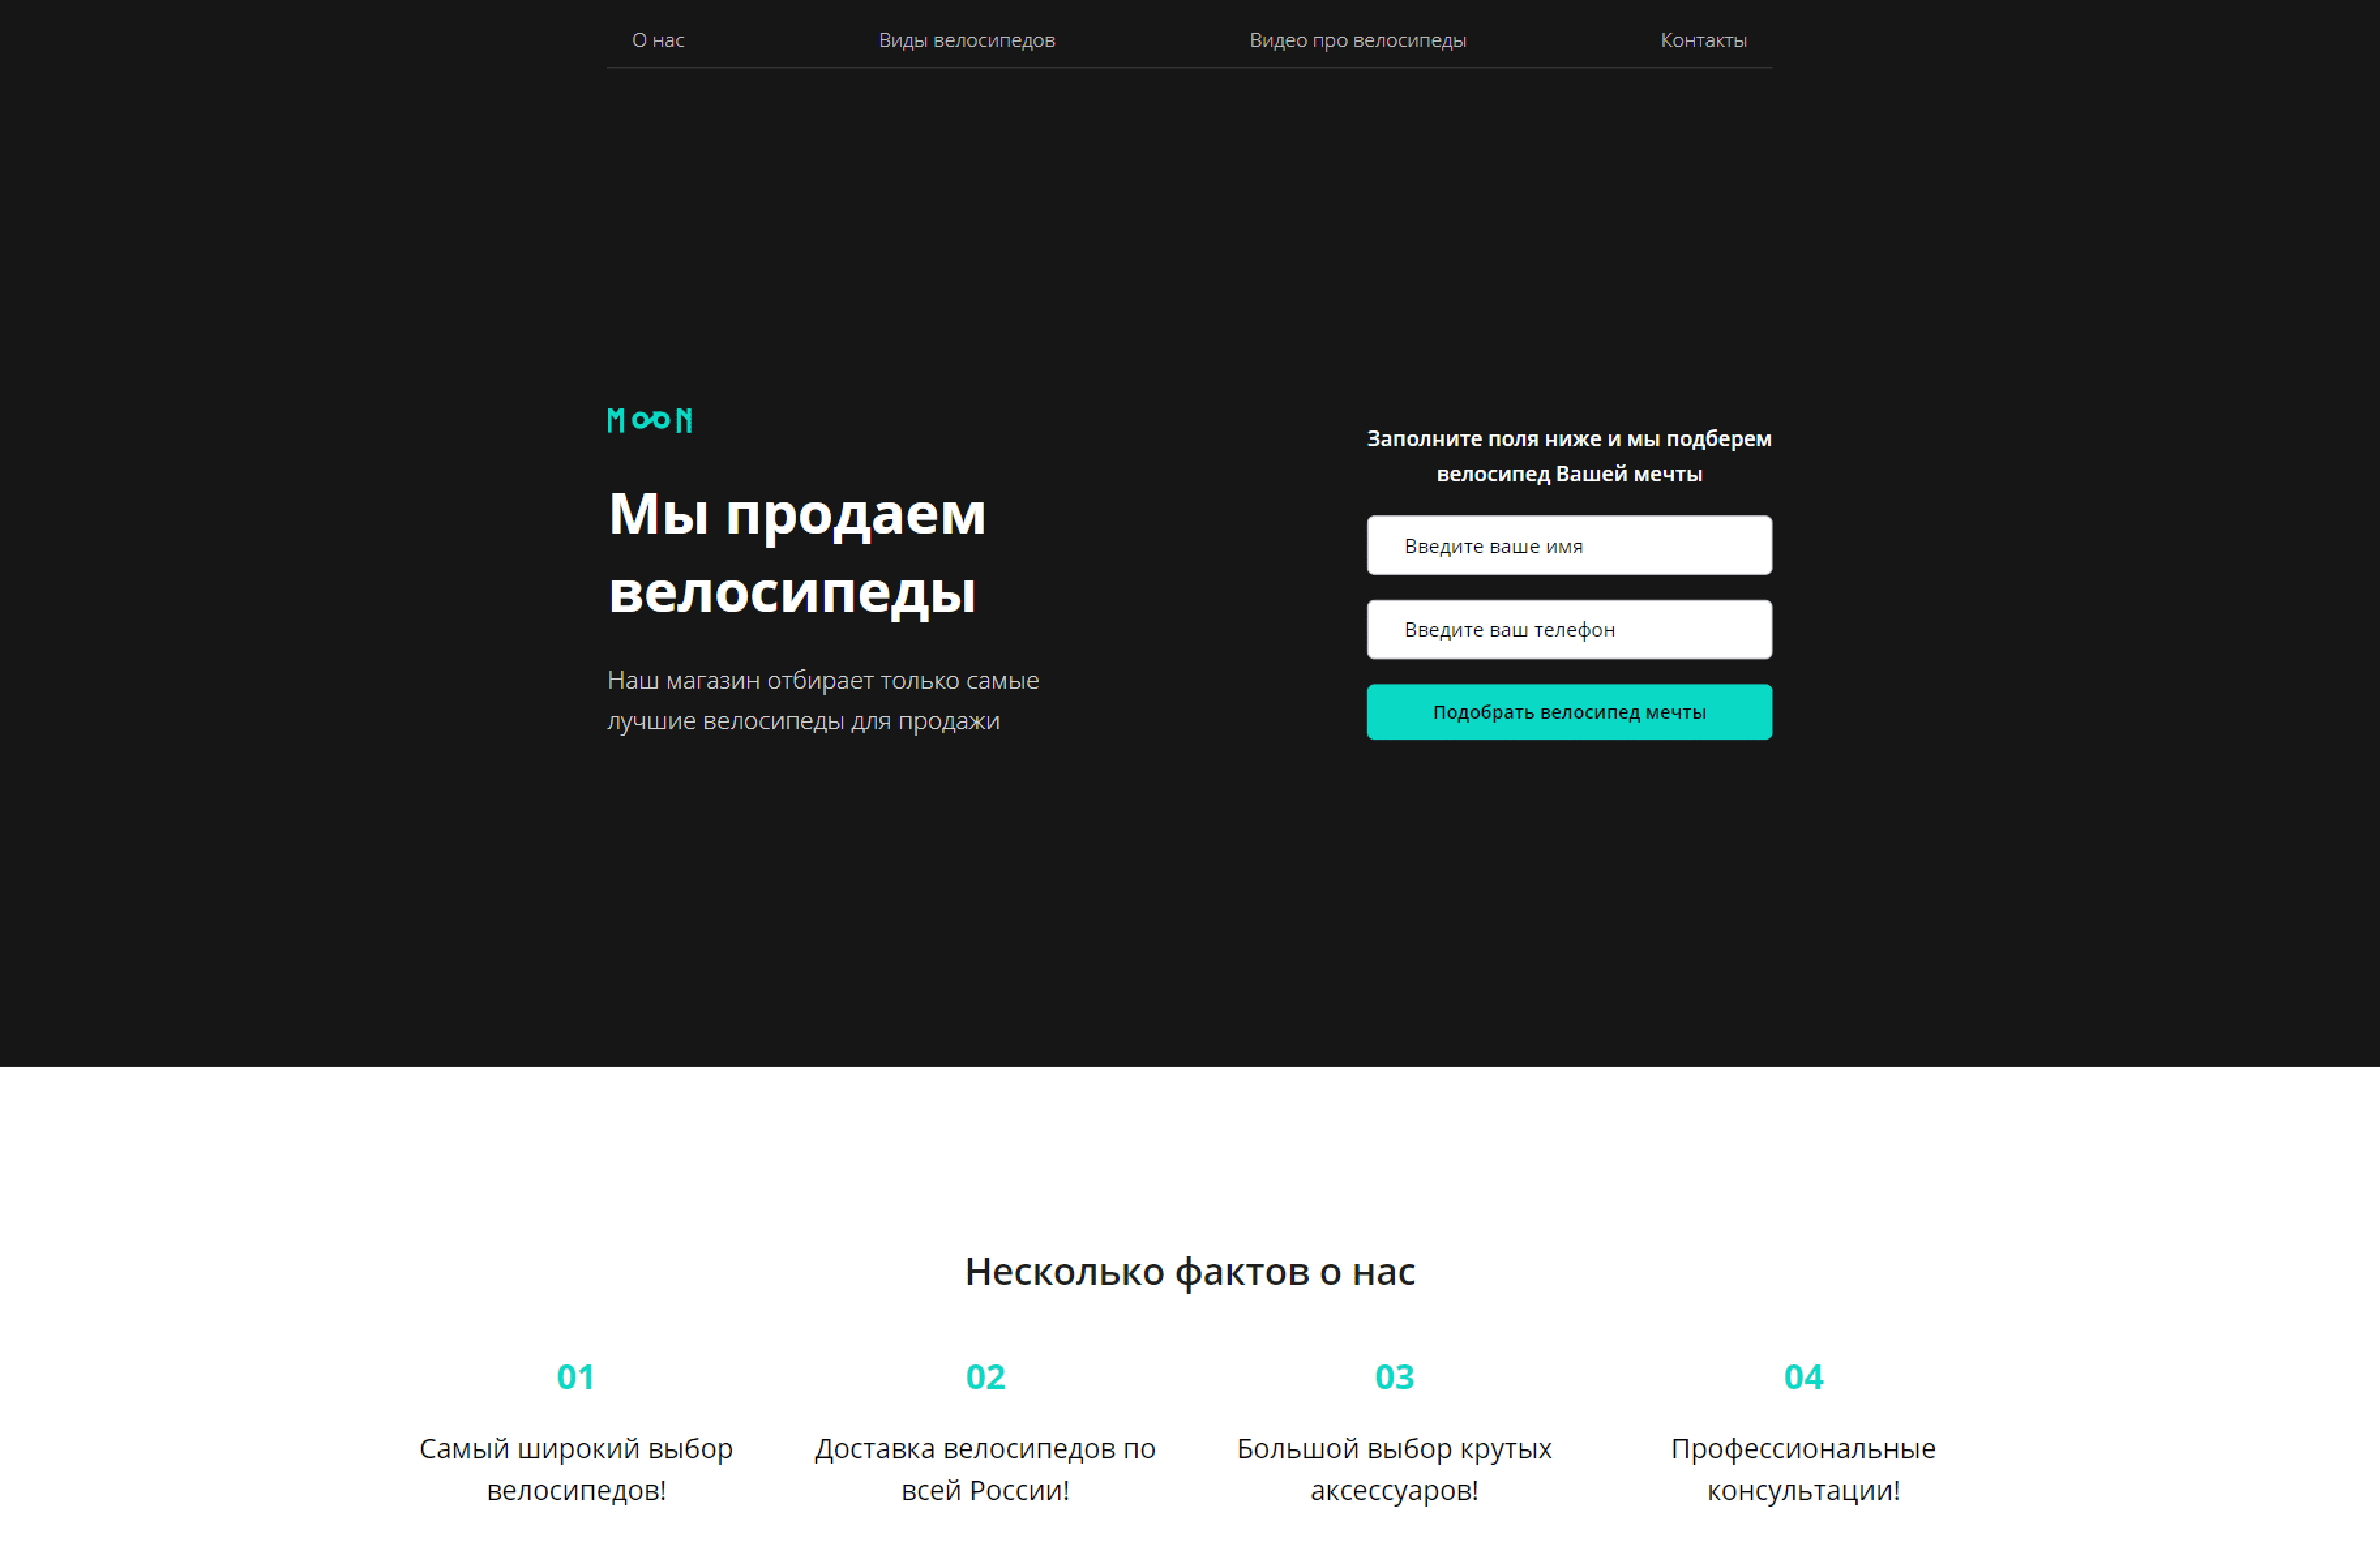 О нас
Виды велосипедов
Видео про велосипеды
Контакты
MOON
Мы продаем
велосипеды
Наш магазин отбирает только самые
лучшие велосипеды для продажи
Заполните поля ниже и мы подберем
велосипед Вашей мечты
Введите ваше имя
Введите ваш телефон
Подобрать велосипед мечты
Несколько фактов о нас
01
Самый широкий выбор
велосипедов!
02
Доставка велосипедов по
всей России!
03
Большой выбор крутых
аксессуаров!
04
Профессиональные
консультации!